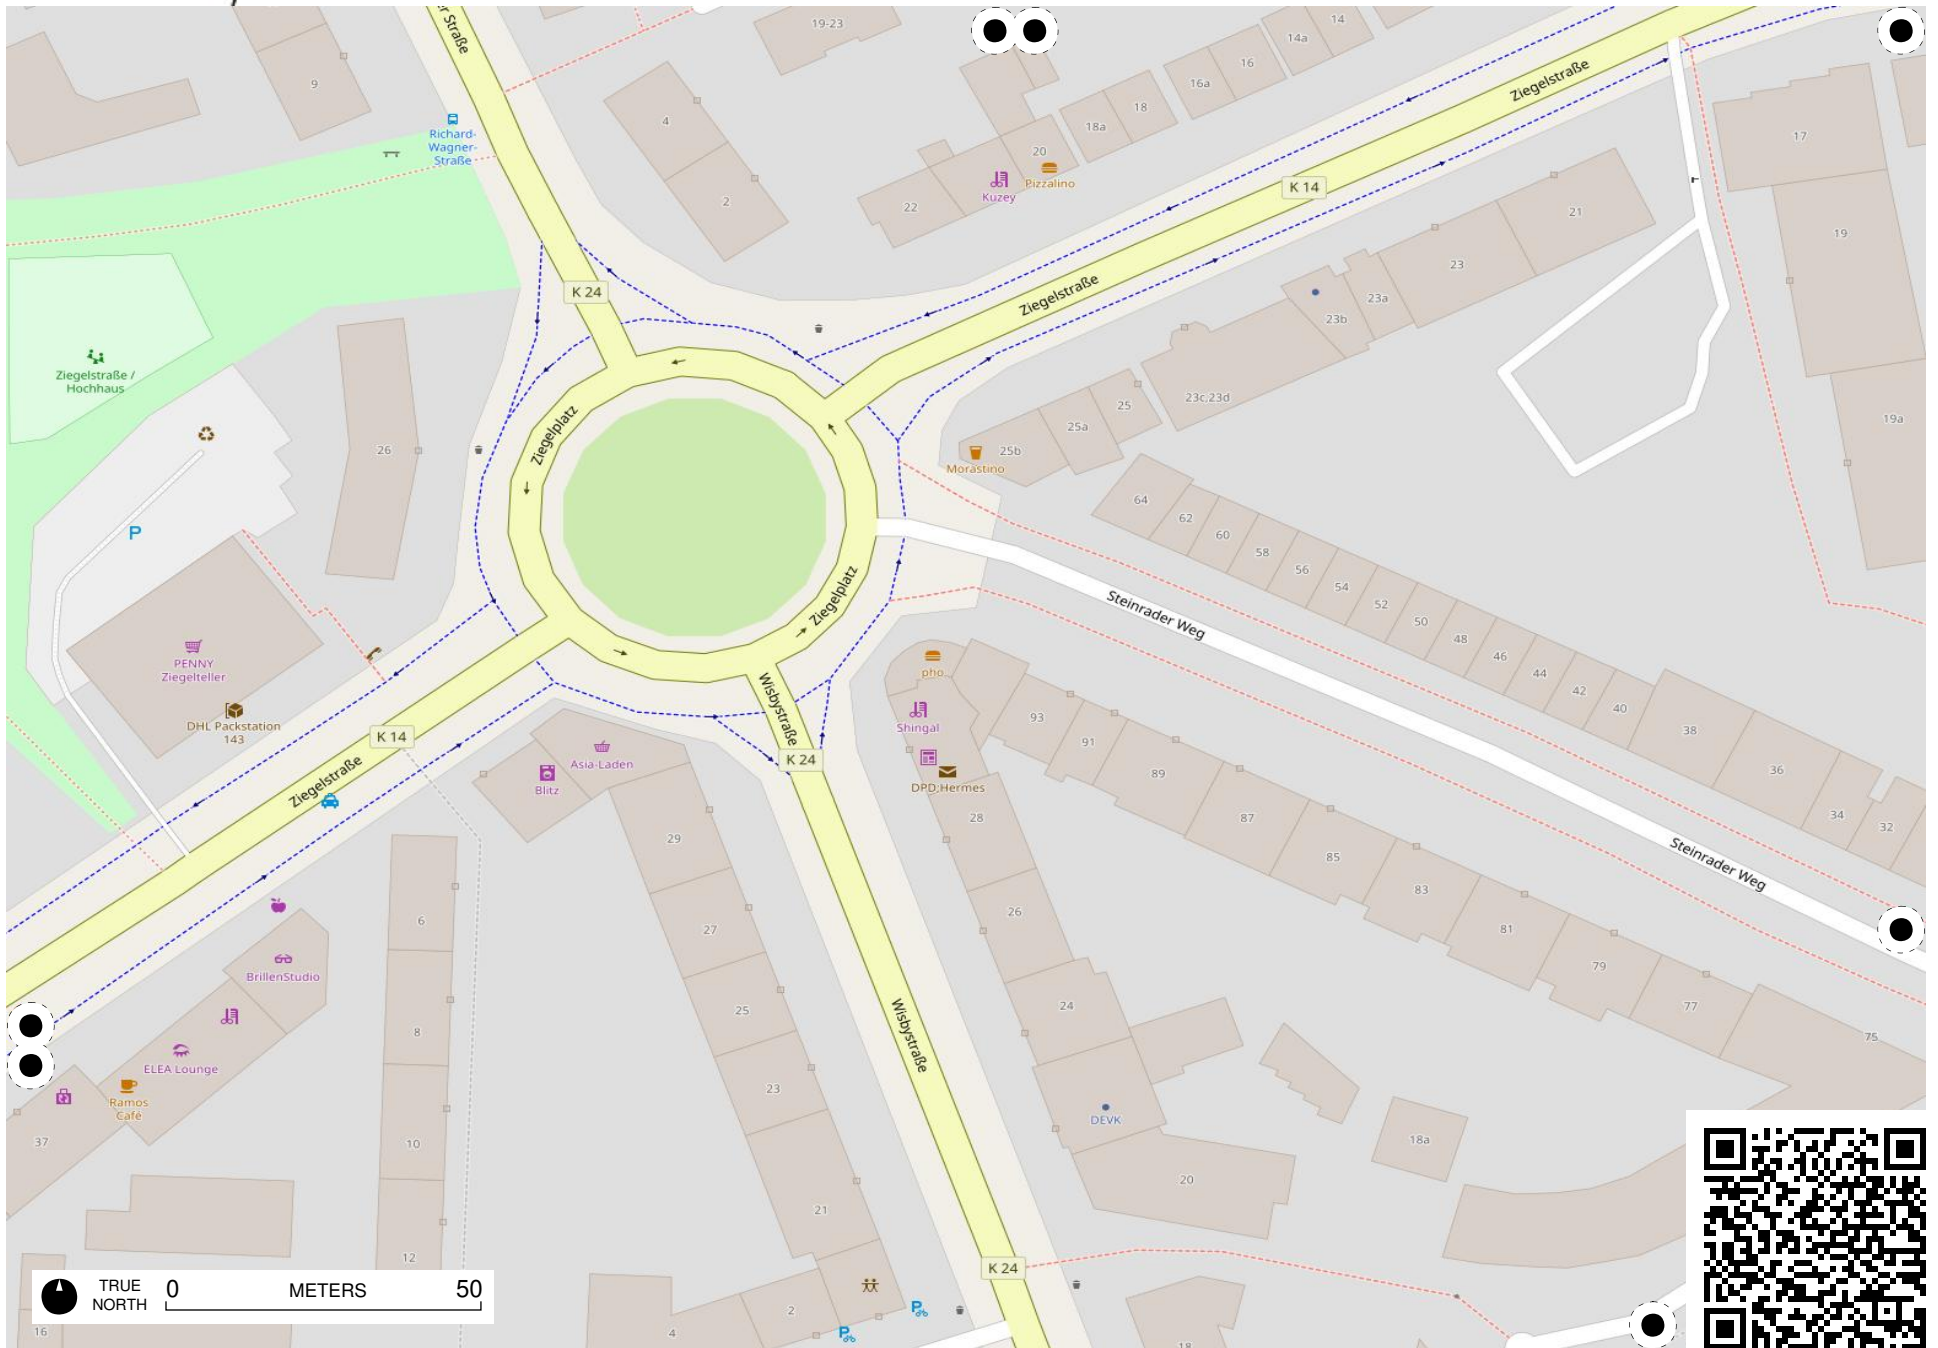 er Straße
19-23
14
14a
16
16a
18
18a
9
4
2
20
Pizzalino
Kuzey
22
Ziegelstraße
K 14
17
Richard-
Wagner-
Straße
21
19
23
23a
23b
K 24
Ziegelstraße
Ziegelstraße /
Hochhaus
23c,23d
25
25a
25b
Morastino
19a
Ziegelplatz
26
P
64
62
60
58
56
54
52
50
48
46
44
42
40
38
36
34
32
Ziegelplatz
Steinrader Weg
PENNY
Ziegelteller
DHL Packstation
143
pho
Shingal
DPD;Hermes
Wisbystraße
K 24
K 14
Ziegelstraße
Asia-Laden
Blitz
93
91
89
87
85
83
81
79
77
75
Steinrader Weg
29
28
27
26
25
24
23
21
6
8
10
12
BrillenStudio
ELEA Lounge
Ramos
Café
37
Wisbystraße
DEVK
18a
20
K 24
TRUE
NORTH
0 METERS 50
16
4
2
P
P
18